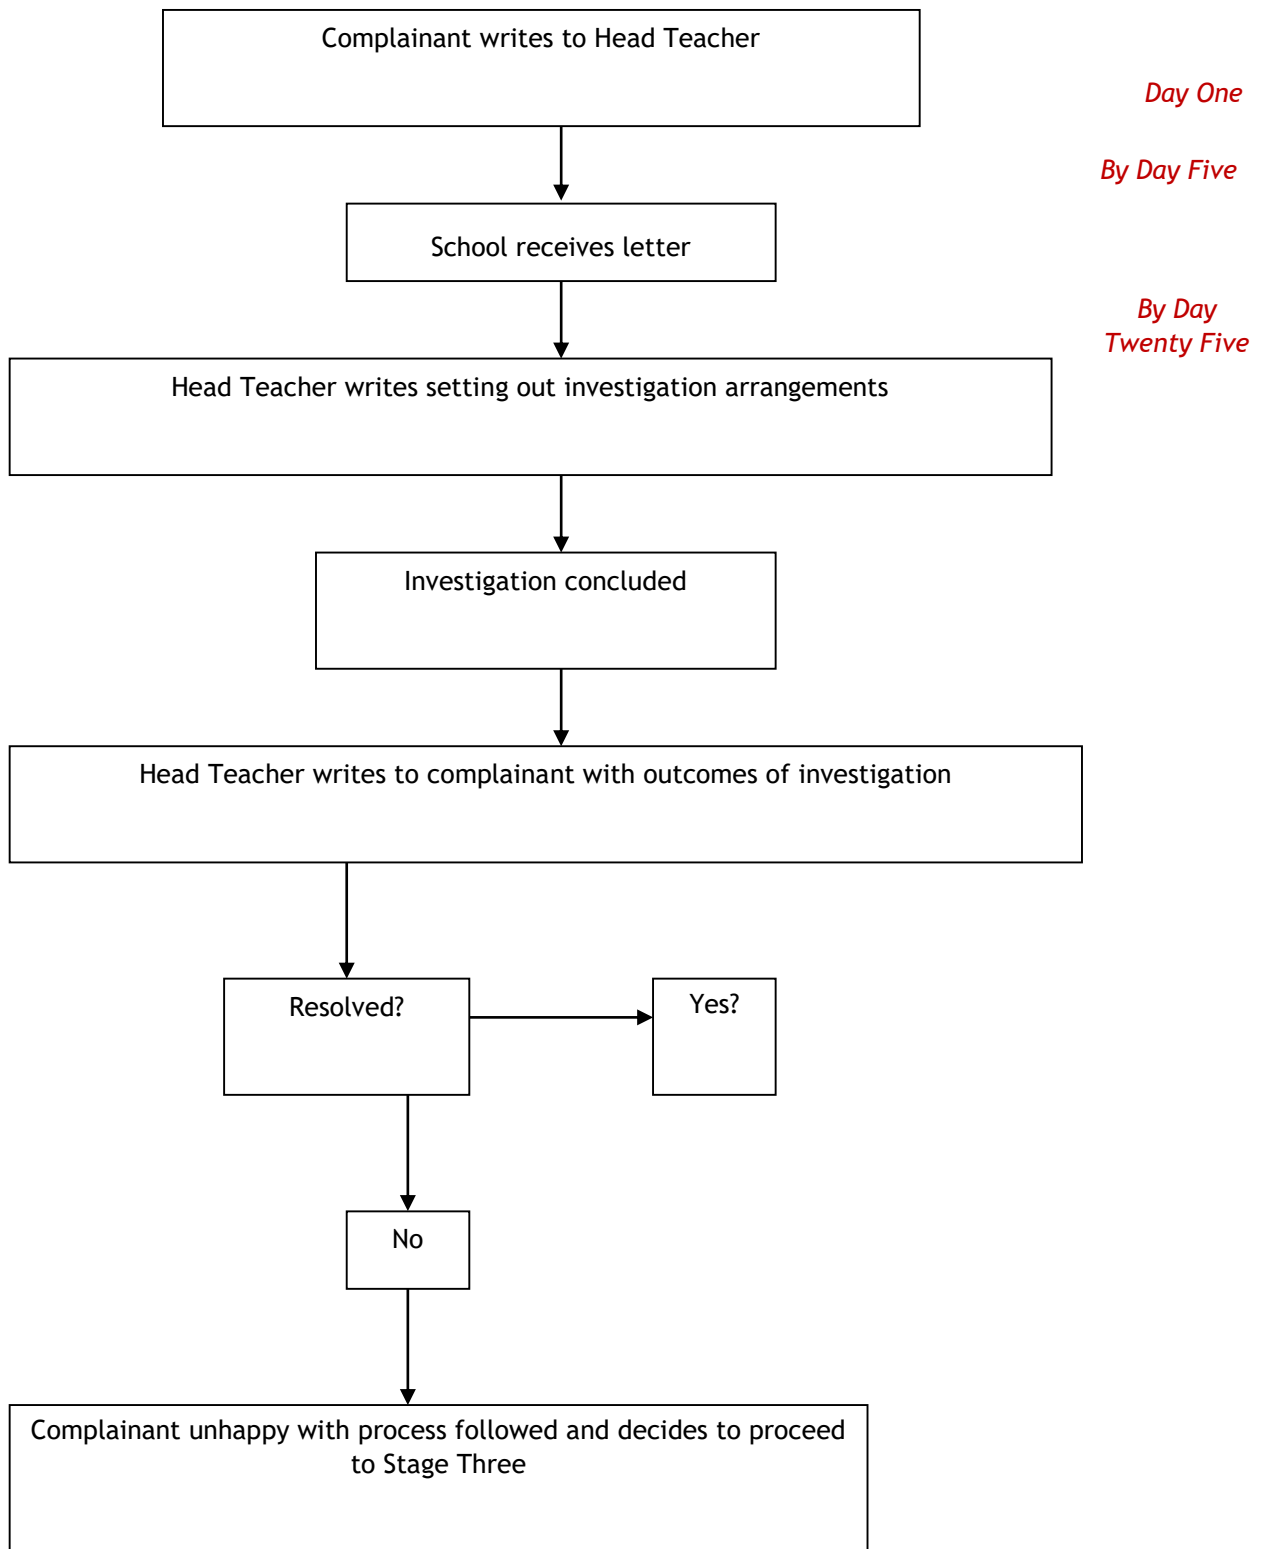 Complainant writes to Head Teacher
Day One
By Day Five
School receives letter
By Day
Twenty Five
Head Teacher writes setting out investigation arrangements
Investigation concluded
Head Teacher writes to complainant with outcomes of investigation
Resolved?
Yes?
No
Complainant unhappy with process followed and decides to proceed
to Stage Three